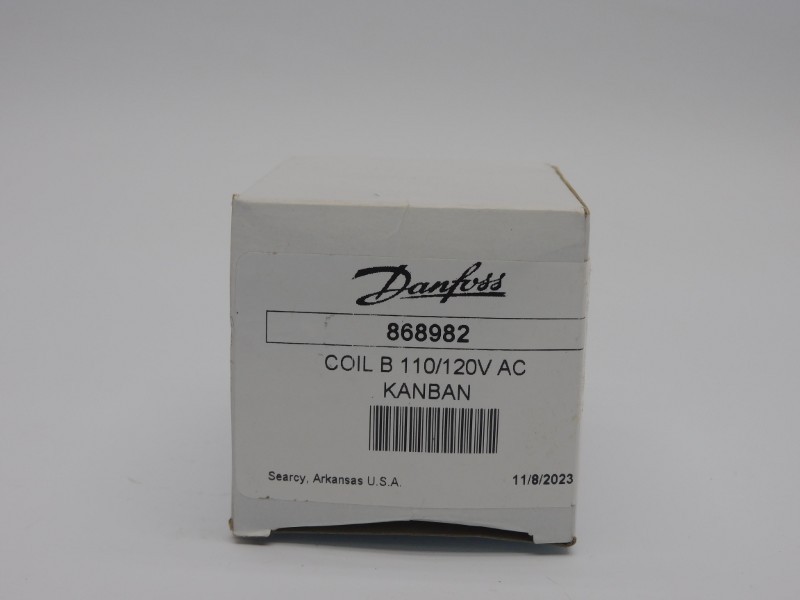 Danfoss
868982
COIL B 110/120V AC
KANBAN
Searcy, Arkansas U.S.A. 11/8/2023